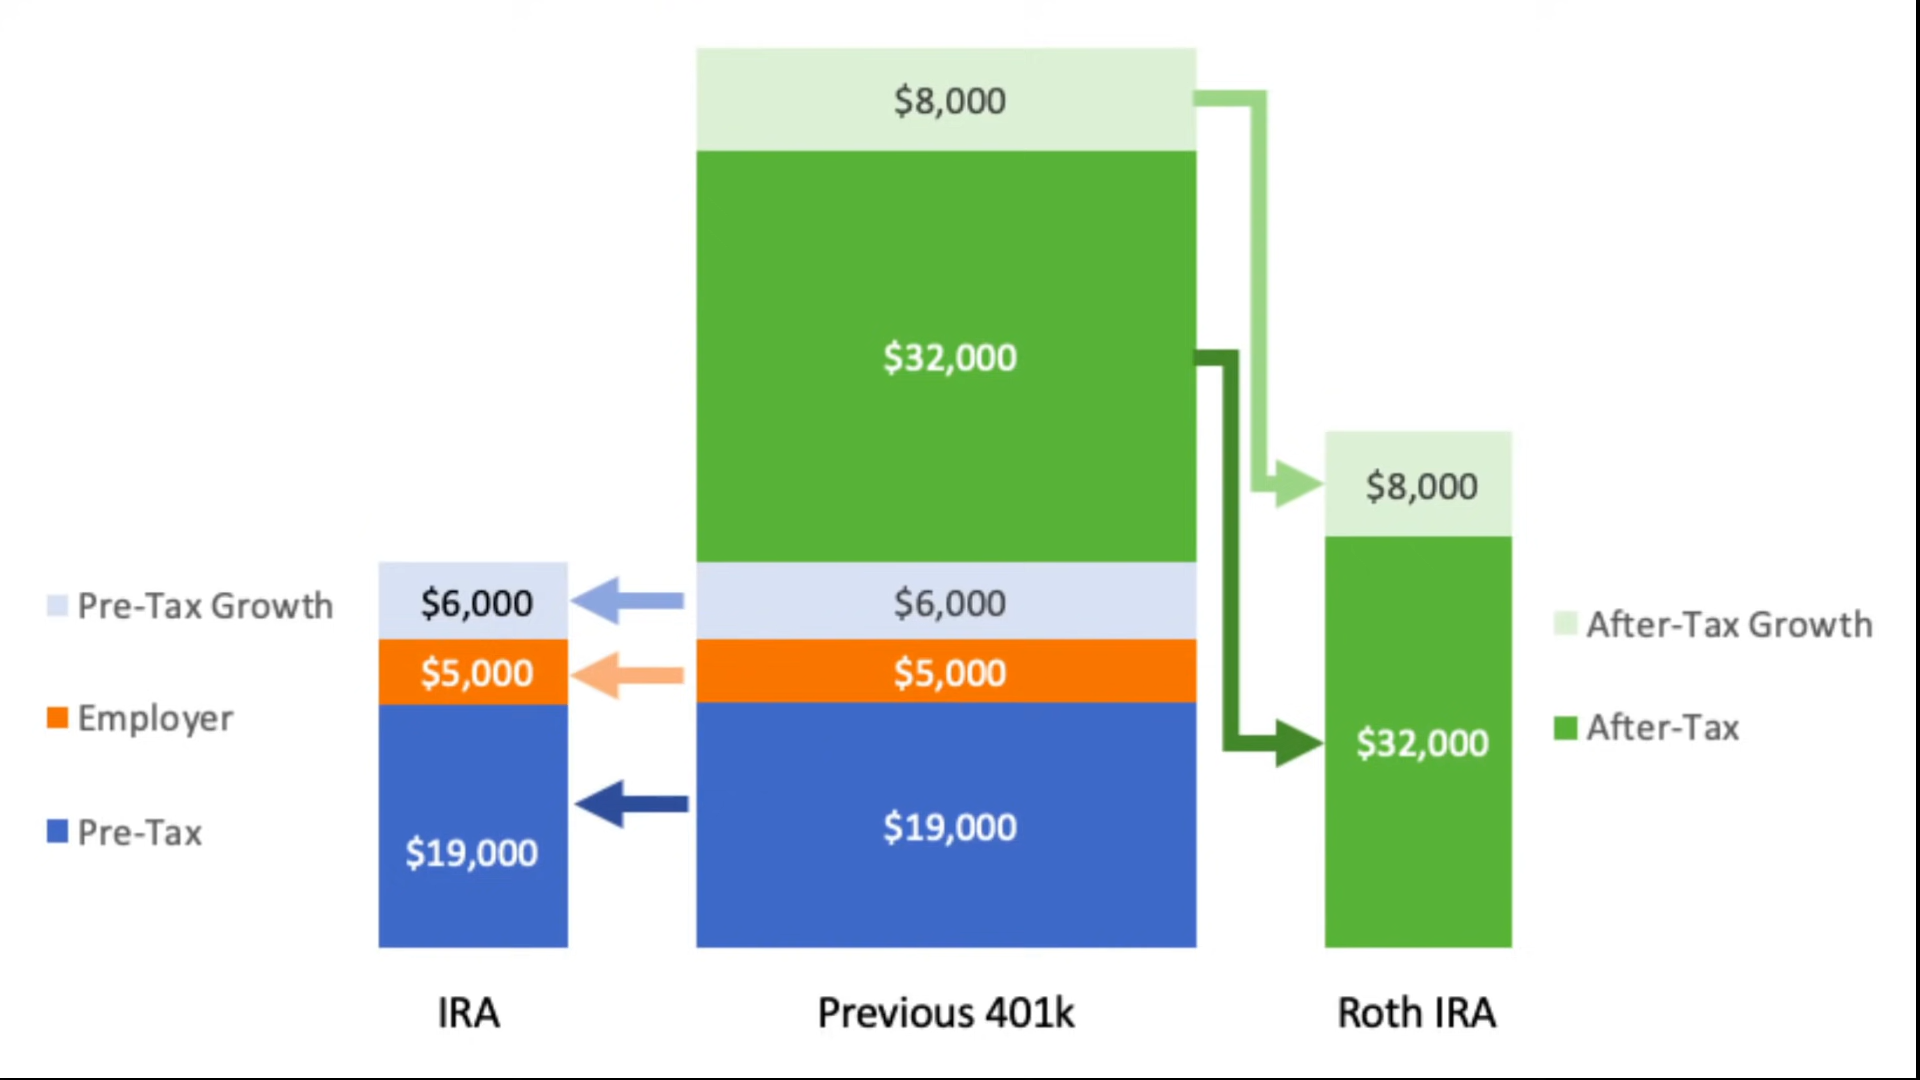 $8,000
$32,000
$8,000
Pre-Tax Growth
$6,000
$6,000
After-Tax Growth
Employer
$5,000
$5,000
After-Tax
$32,000
Pre-Tax
$19,000
$19,000
IRA
Previous 401k
Roth IRA